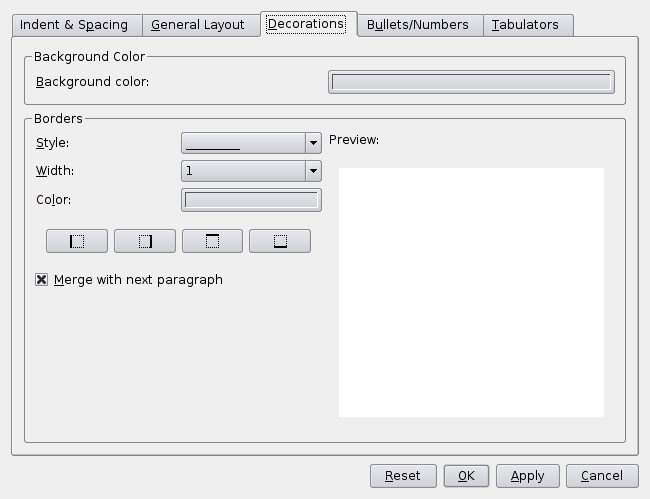 Indent & Spacing General Layout Decorations Bullets/Numbers Tabulators
Background Color
Background color:
Borders
Style:
Preview:
Width: 1
Color:
Merge with next paragraph
Reset OK Apply Cancel